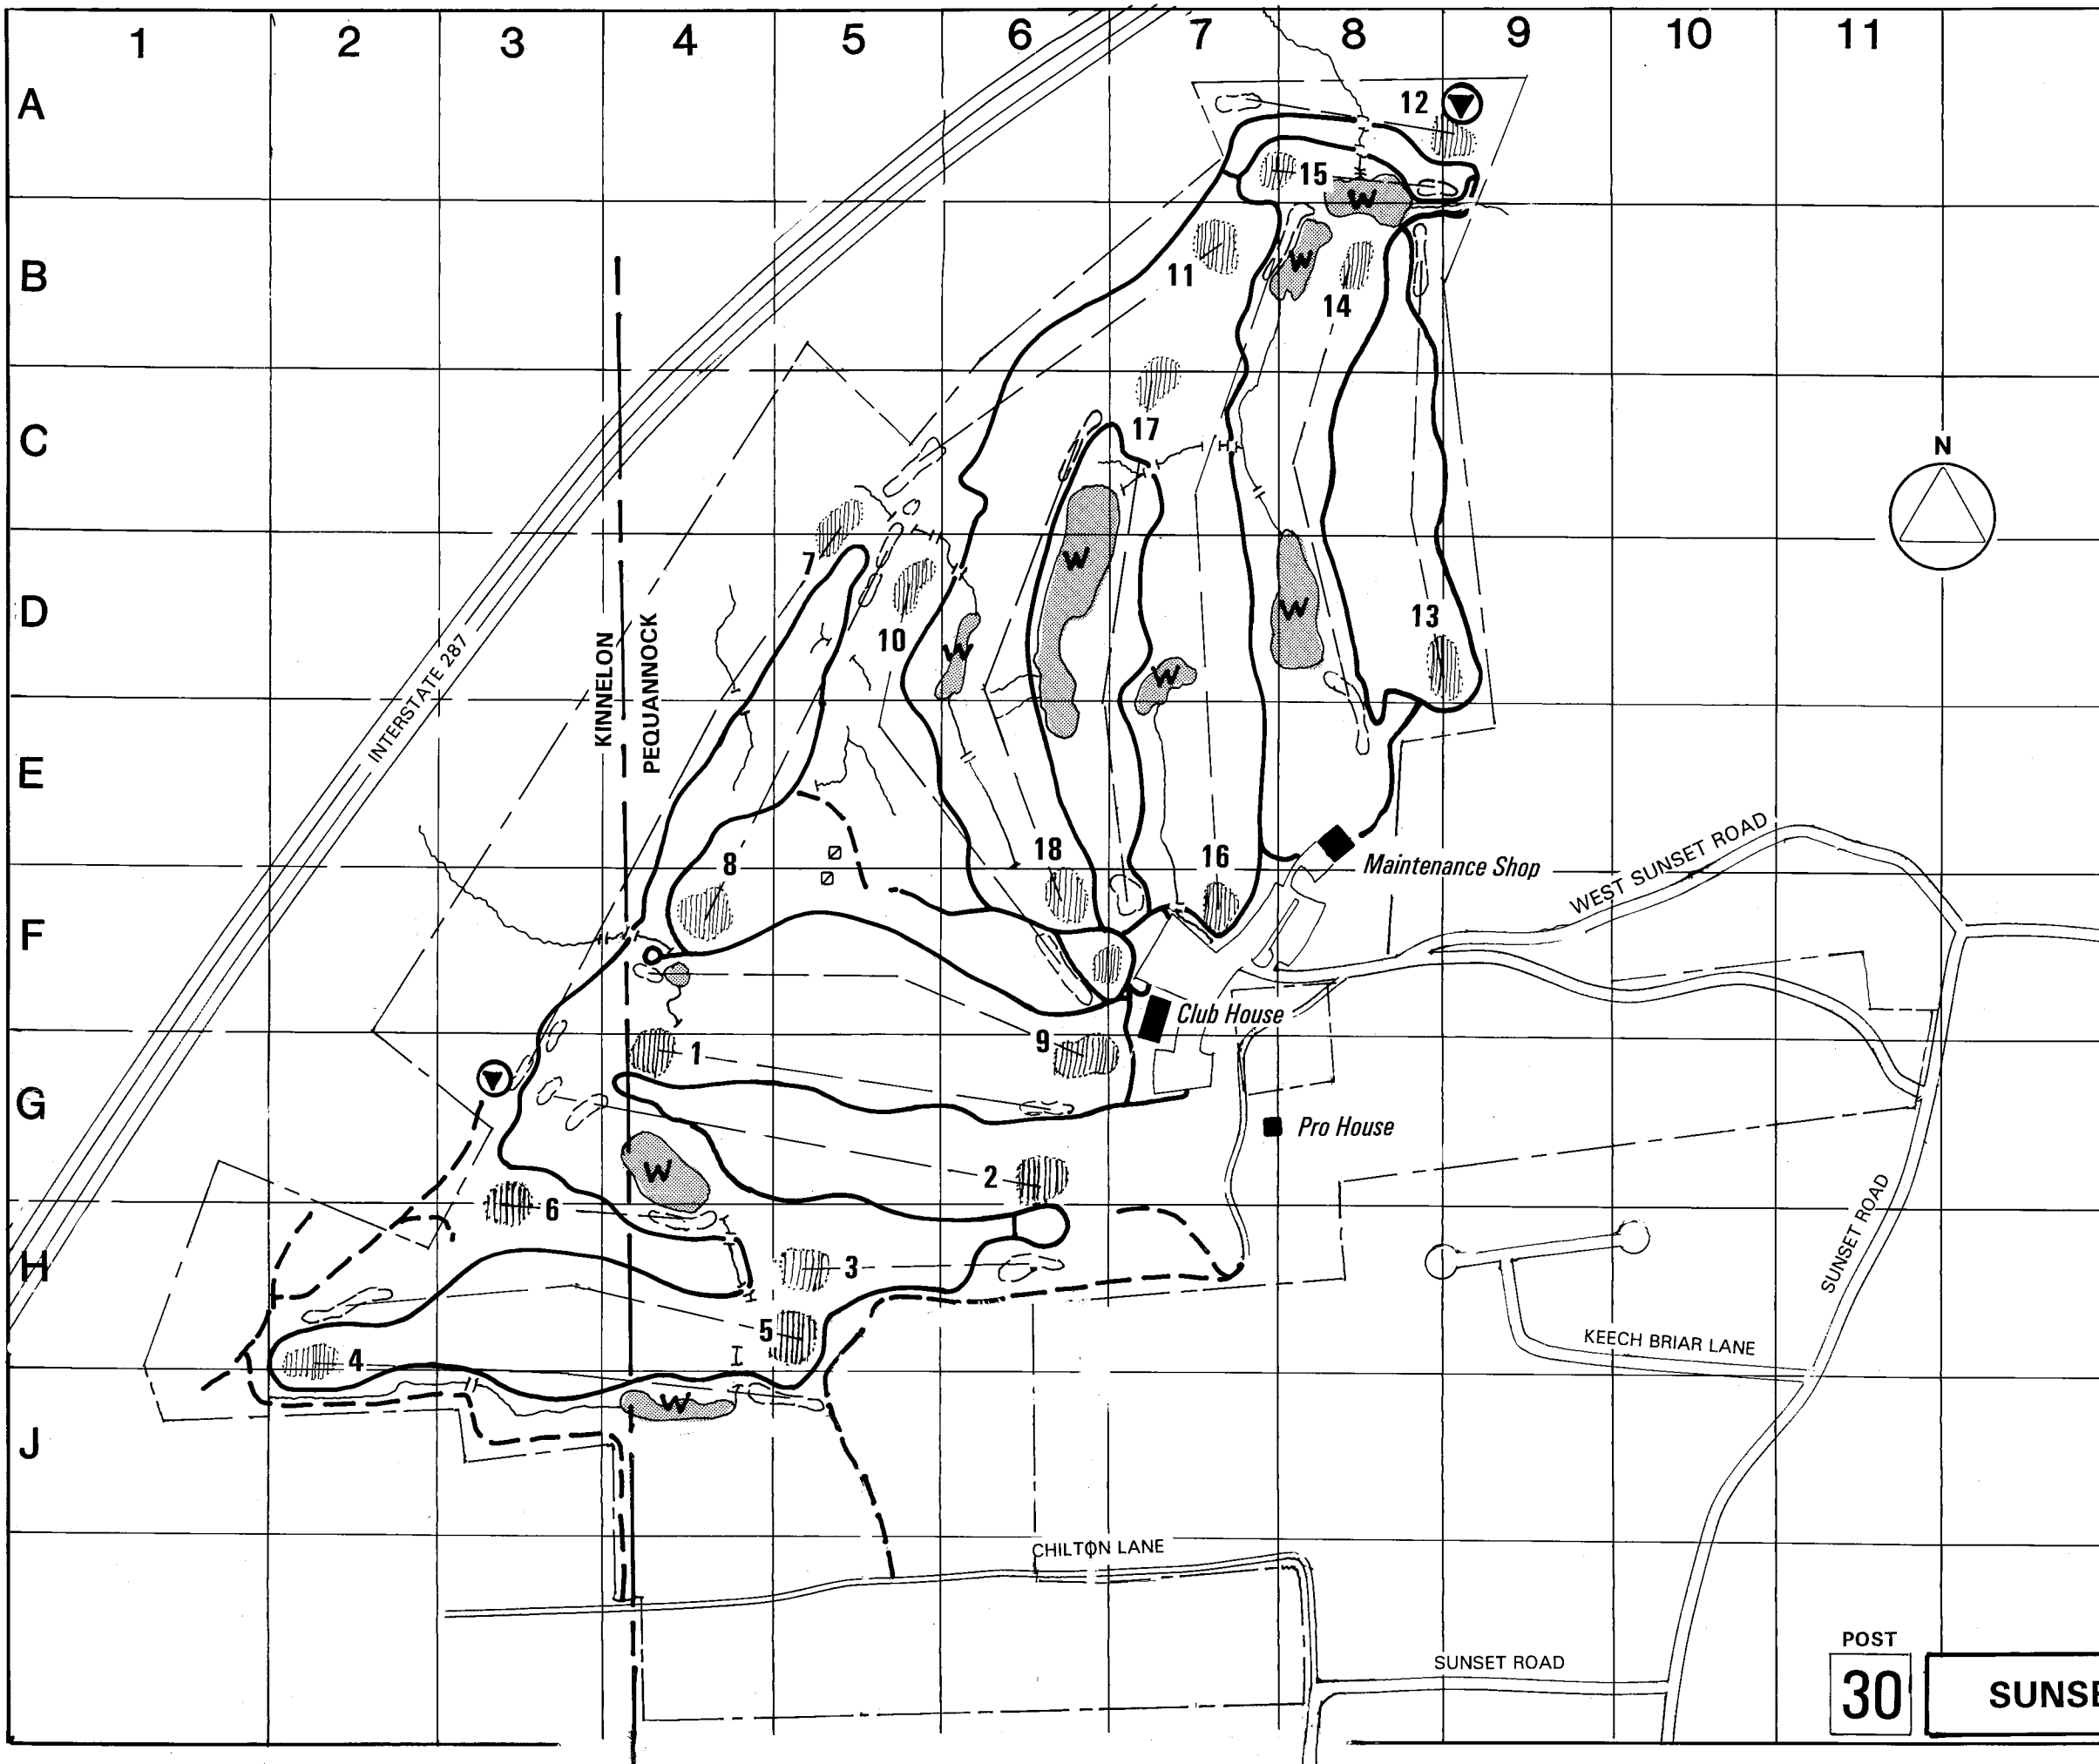 1 2 3 4 5 6 7 8 9 10 11
A
12
15
W
B
11
W
14
C
17
N
7
W
D
10
W
W
W
13
INTERSTATE 287
KINNELON
PEQUANNOCK
E
8
18
16
Maintenance Shop
WEST SUNSET ROAD
F
Club House
1
9
G
Pro House
W
2
6
SUNSET ROAD
H
3
5
KEECH BRIAR LANE
4
W
J
CHILTON LANE
POST
SUNSET ROAD
30